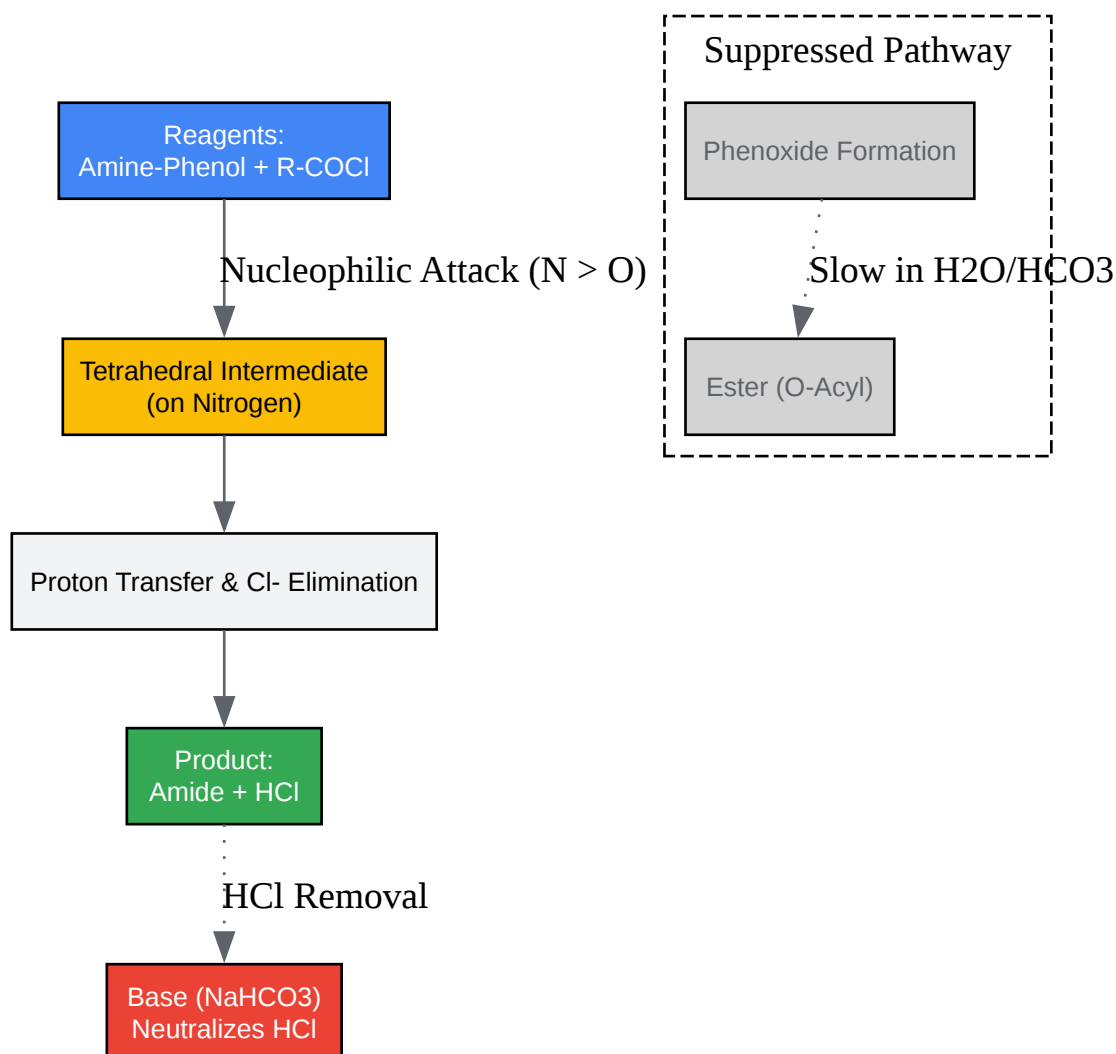 Reagents:
Amine-Phenol + R-COCl
Nucleophilic Attack (N > O)
Tetrahedral Intermediate
(on Nitrogen)
Proton Transfer & Cl- Elimination
Product:
Amide + HCl
HCl Removal
Base (NaHCO3)
Neutralizes HCl
Suppressed Pathway
Phenoxide Formation
Slow in H2O/HCO3
Ester (O-Acyl)